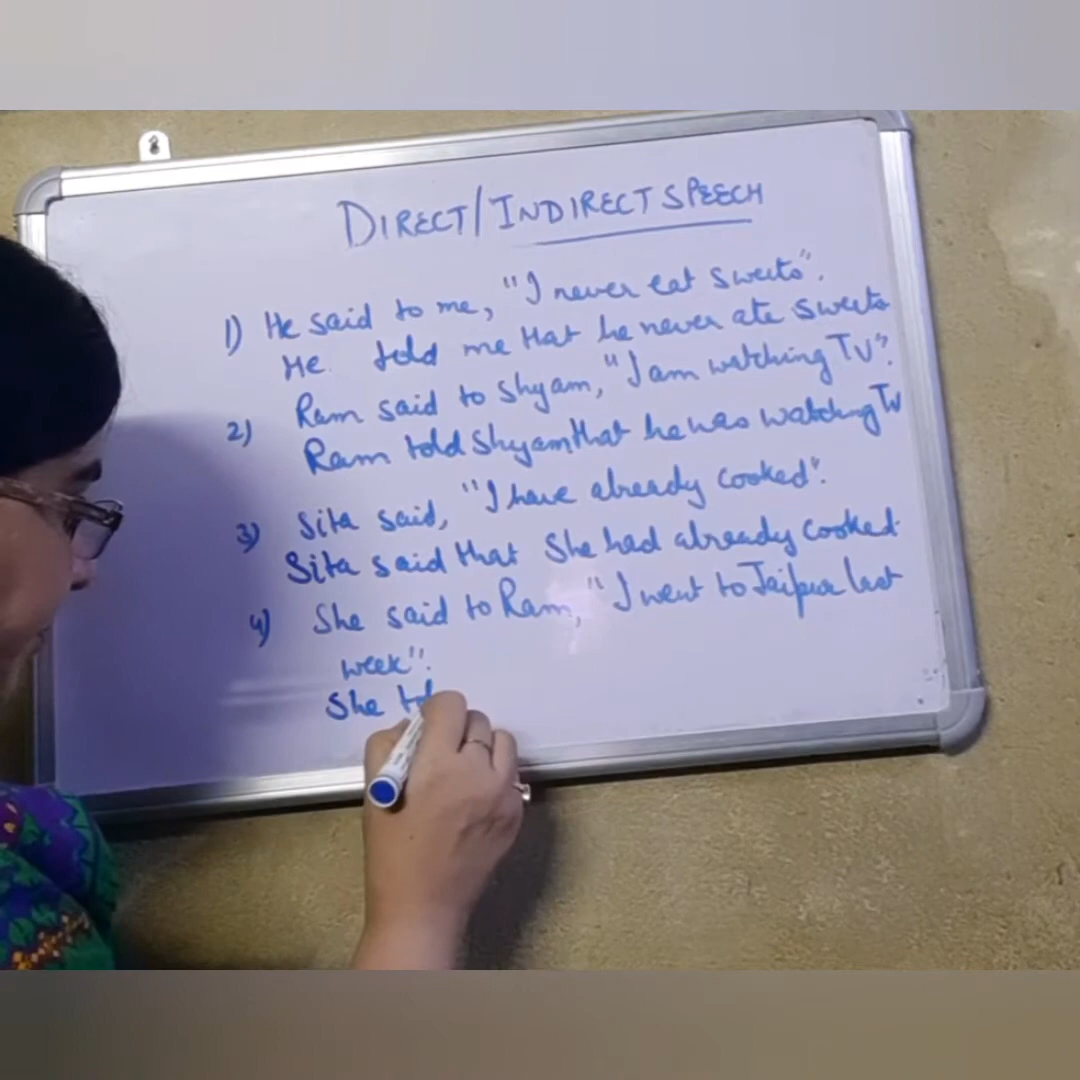 DIRECT/INDIRECT SPEECH
1) He said to me, "I never eat sweets".
He told me that he never ate sweets
2) Ram said to Shyam, "I am watching TV".
Ram told Shyam that he was watching TV
3) Sita said, "I have already cooked".
Sita said that She had already cooked.
4) She said to Ram, "I went to Jaipur last
week".
She told